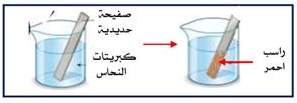 صفيحة
حديدية
كبريتات
النحاس
راسب
احمر